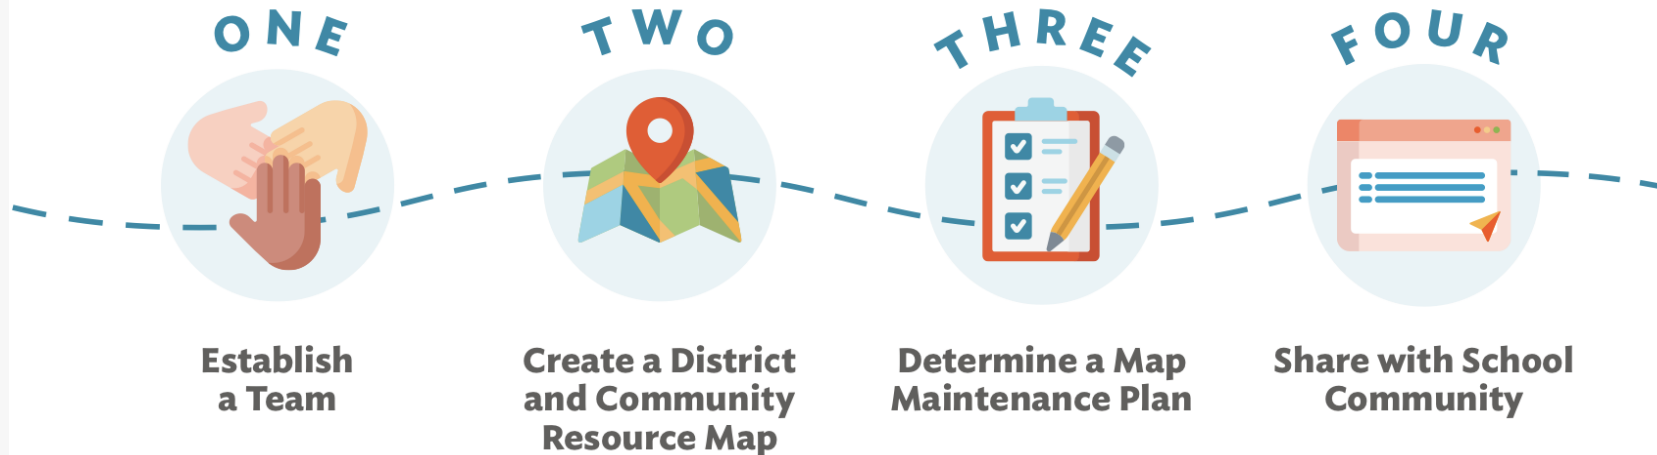 ONE
Establish
a Team
TWO
Create a District
and Community
Resource Map
THREE
Determine a Map
Maintenance Plan
FOUR
Share with School
Community